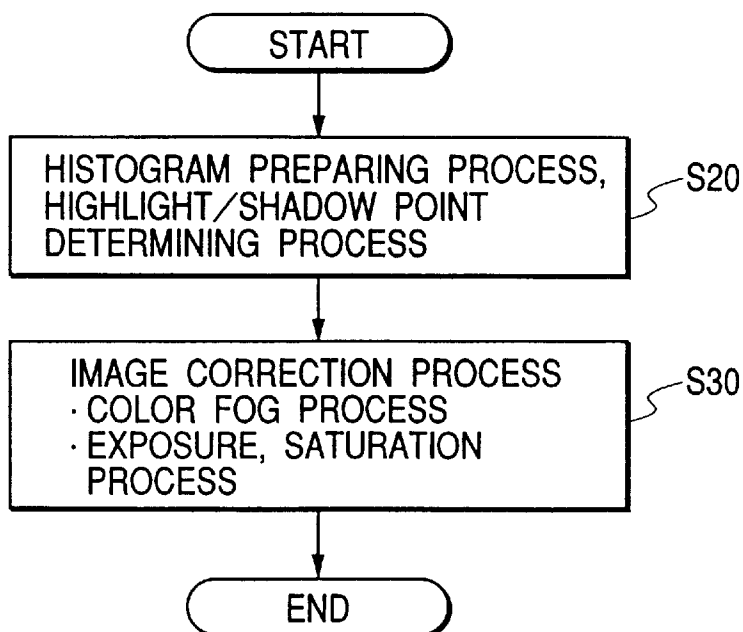 START
HISTOGRAM PREPARING PROCESS,
HIGHLIGHT/SHADOW POINT
DETERMINING PROCESS
S20
IMAGE CORRECTION PROCESS
· COLOR FOG PROCESS
· EXPOSURE, SATURATION
PROCESS
S30
END